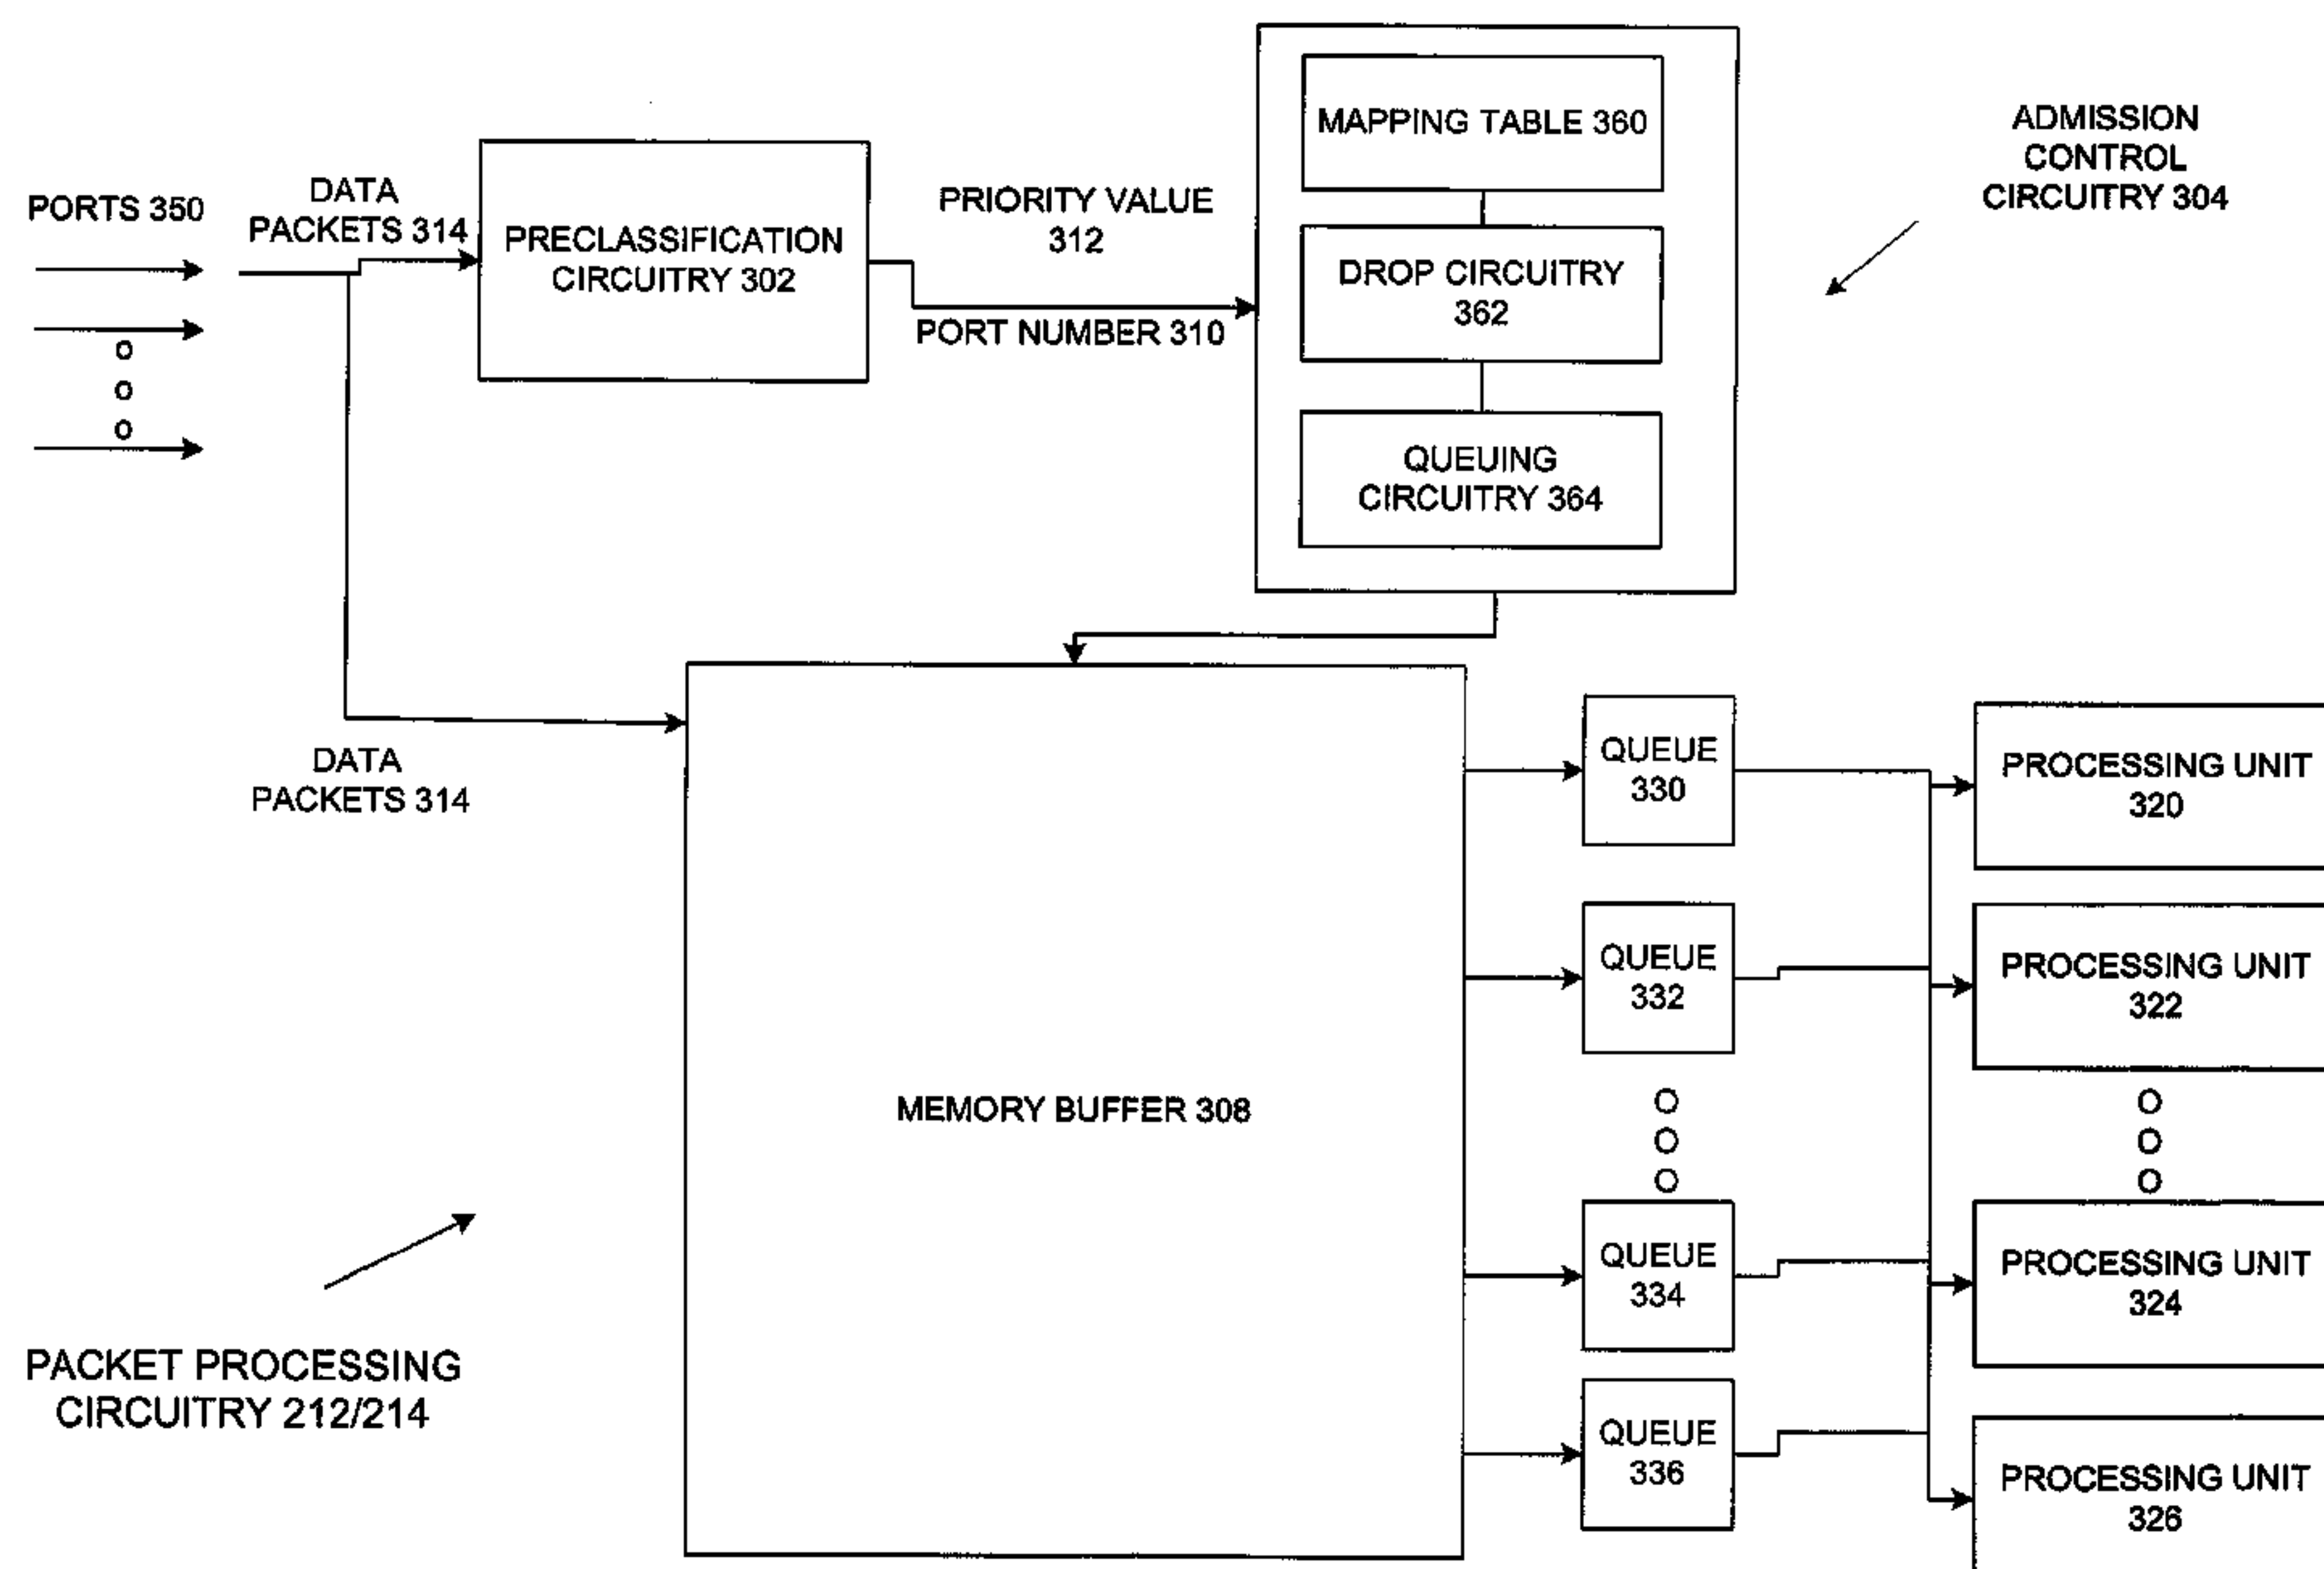 PORTS 350
DATA
PACKETS 314
PRECLASSIFICATION
CIRCUITRY 302
PRIORITY VALUE
312
PORT NUMBER 310
MAPPING TABLE 360
DROP CIRCUITRY
362
QUEUING
CIRCUITRY 364
ADMISSION
CONTROL
CIRCUITRY 304
DATA
PACKETS 314
MEMORY BUFFER 308
QUEUE
330
QUEUE
332
QUEUE
334
QUEUE
336
PROCESSING UNIT
320
PROCESSING UNIT
322
PROCESSING UNIT
324
PROCESSING UNIT
326
PACKET PROCESSING
CIRCUITRY 212/214